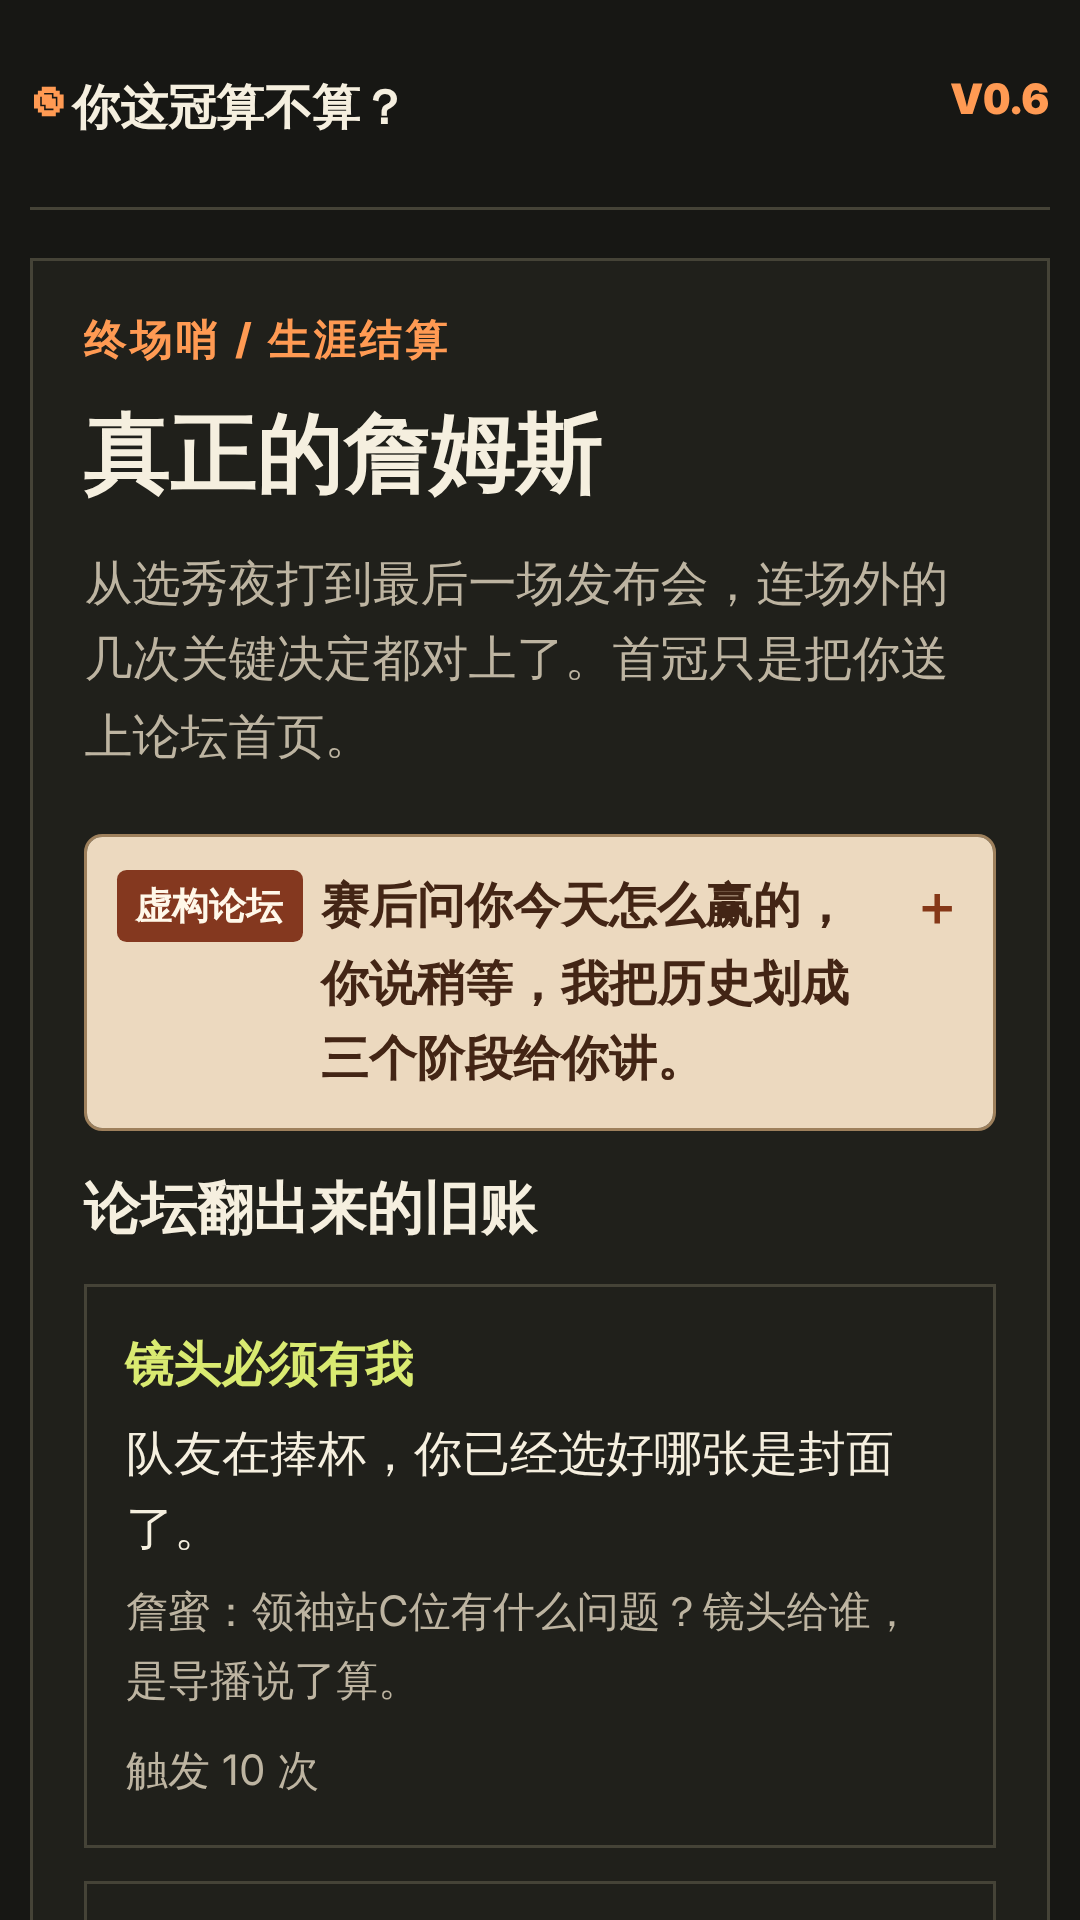 你这冠算不算？
V0.6
终场哨 / 生涯结算
真正的詹姆斯
从选秀夜打到最后一场发布会，连场外的
几次关键决定都对上了。首冠只是把你送
上论坛首页。
虚构论坛
赛后问你今天怎么赢的，
你说稍等，我把历史划成
三个阶段给你讲。
+
论坛翻出来的旧账
镜头必须有我
队友在捧杯，你已经选好哪张是封面
了。
詹蜜：领袖站C位有什么问题？镜头给谁，
是导播说了算。
触发 10 次